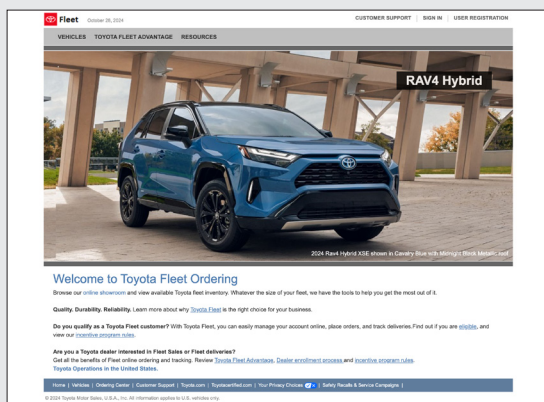 Fleet October 28, 2024 CUSTOMER SUPPORT | SIGN IN | USER REGISTRATION
VEHICLES TOYOTA FLEET ADVANTAGE RESOURCES
RAV4 Hybrid
2024 Rav4 Hybrid XSE shown in Cavalry Blue with Midnight Black Metallic roof
Welcome to Toyota Fleet Ordering
Browse our online showroom and view available Toyota fleet inventory. Whatever the size of your fleet, we have the tools to help you get the most out of it.
Quality. Durability. Reliability. Learn more about why Toyota Fleet is the right choice for your business.
Do you qualify as a Toyota Fleet customer? With Toyota Fleet, you can easily manage your account online, place orders, and track deliveries.Find out if you are eligible, and
view our incentive program rules.
Are you a Toyota dealer interested in Fleet Sales or Fleet deliveries?
Get all the benefits of Fleet online ordering and tracking. Review Toyota Fleet Advantage, Dealer enrollment process and incentive program rules.
Toyota Operations in the United States.
Home | Vehicles | Ordering Center | Customer Support | Toyota.com | Toyotacertified.com | Your Privacy Choices | Safety Recalls & Service Campaigns |
© 2024 Toyota Motor Sales, U.S.A., Inc. All information applies to U.S. vehicles only.